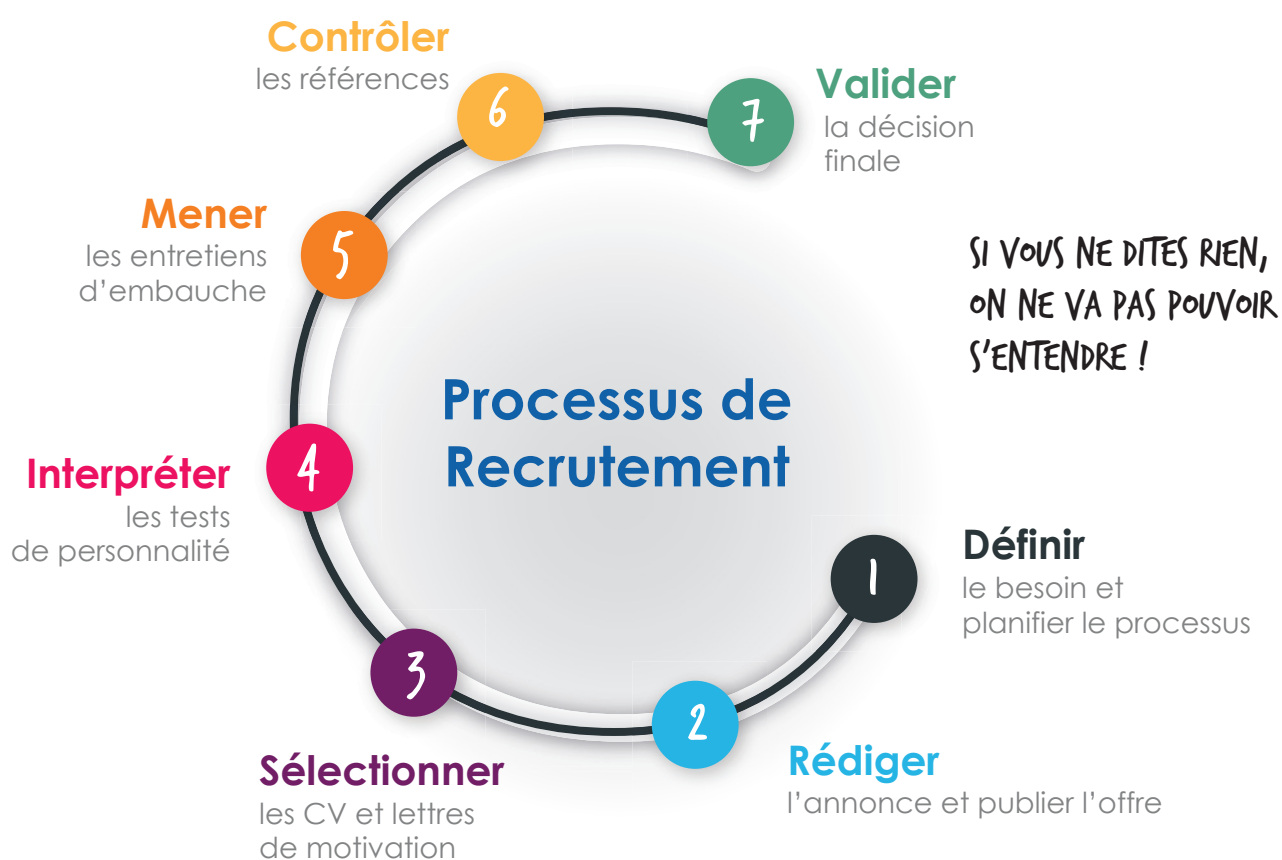 Contrôler
les références
6
7
Valider
la décision
finale
Mener
les entretiens
d'embauche
5
SI VOUS NE DITES RIEN,
ON NE VA PAS POUVOIR
S'ENTENDRE !
Processus de
Recrutement
Interpréter
les tests
de personnalité
4
1
Définir
le besoin et
planifier le processus
3
Sélectionner
les CV et lettres
de motivation
2
Rédiger
l'annonce et publier l'offre